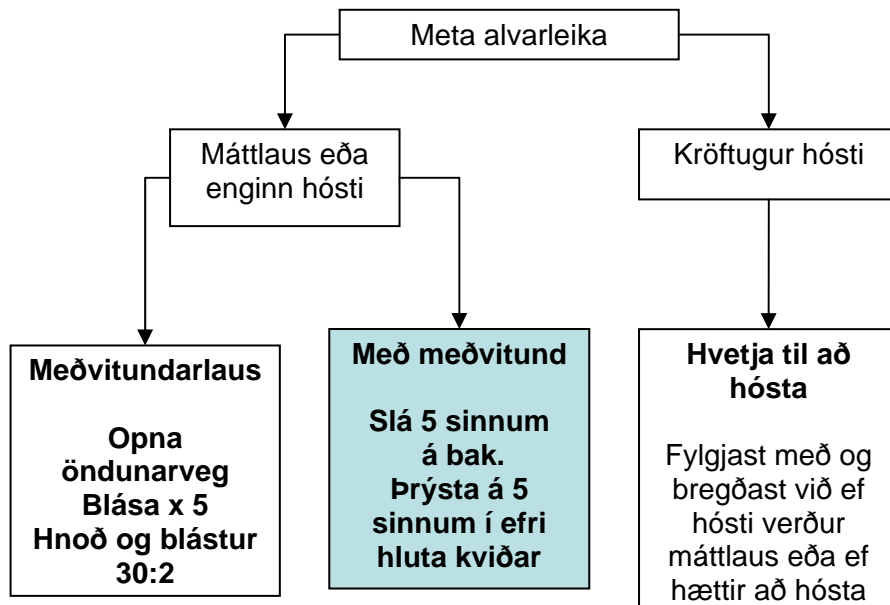 Meta alvarleika
Máttlaus eða
enginn hósti
Kröftugur hósti
Meðvitundarlaus
Opna
öndunarveg
Blása x 5
Hnoð og blástur
30:2
Með meðvitund
Slá 5 sinnum
á bak.
Þrýsta á 5
sinnum í efri
hluta kviðar
Hvetja til að
hósta
Fylgjast með og
bregðast við ef
hósti verður
máttlaus eða ef
hættir að hósta